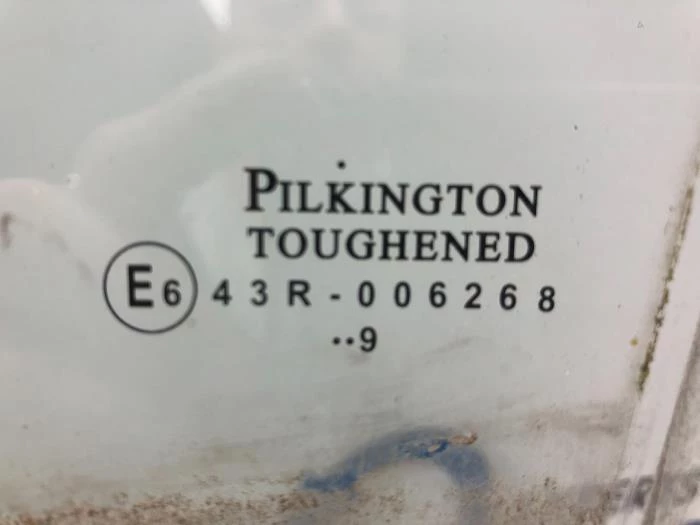 PILKINGTON
TOUGHENED
E6 43R-006268
··9